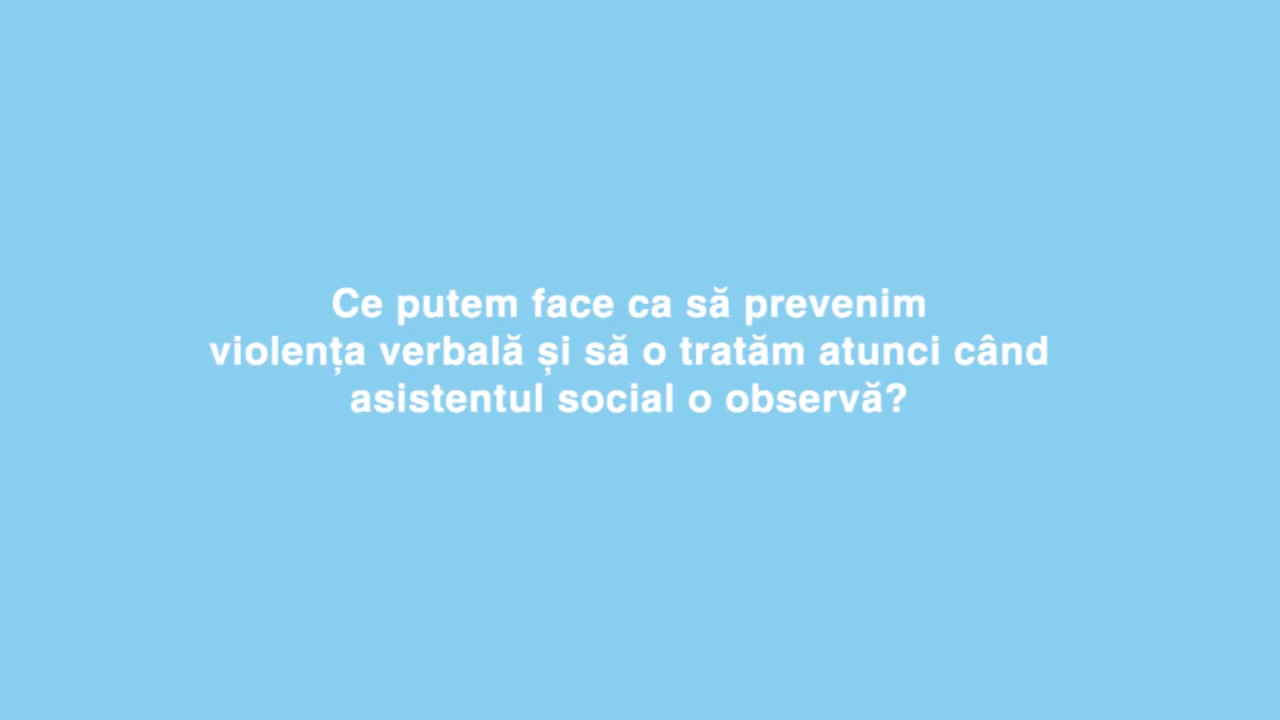 Ce putem face ca să prevenim
violența verbală și să o tratăm atunci când
asistentul social o observă?